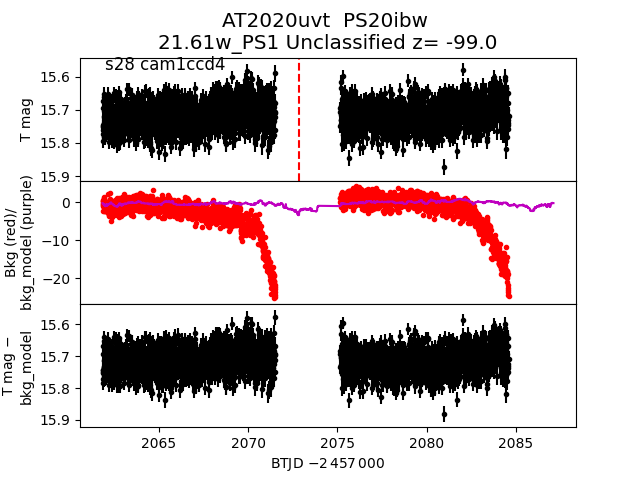 AT2020uvt  PS20ibw
21.61w_PS1 Unclassified z= -99.0
s28 cam1ccd4
T mag
15.6
15.7
15.8
15.9
Bkg (red)/
bkg_model (purple)
0
−10
−20
T mag −
bkg_model
15.6
15.7
15.8
15.9
2065 2070 2075 2080 2085
BTJD −2 457 000